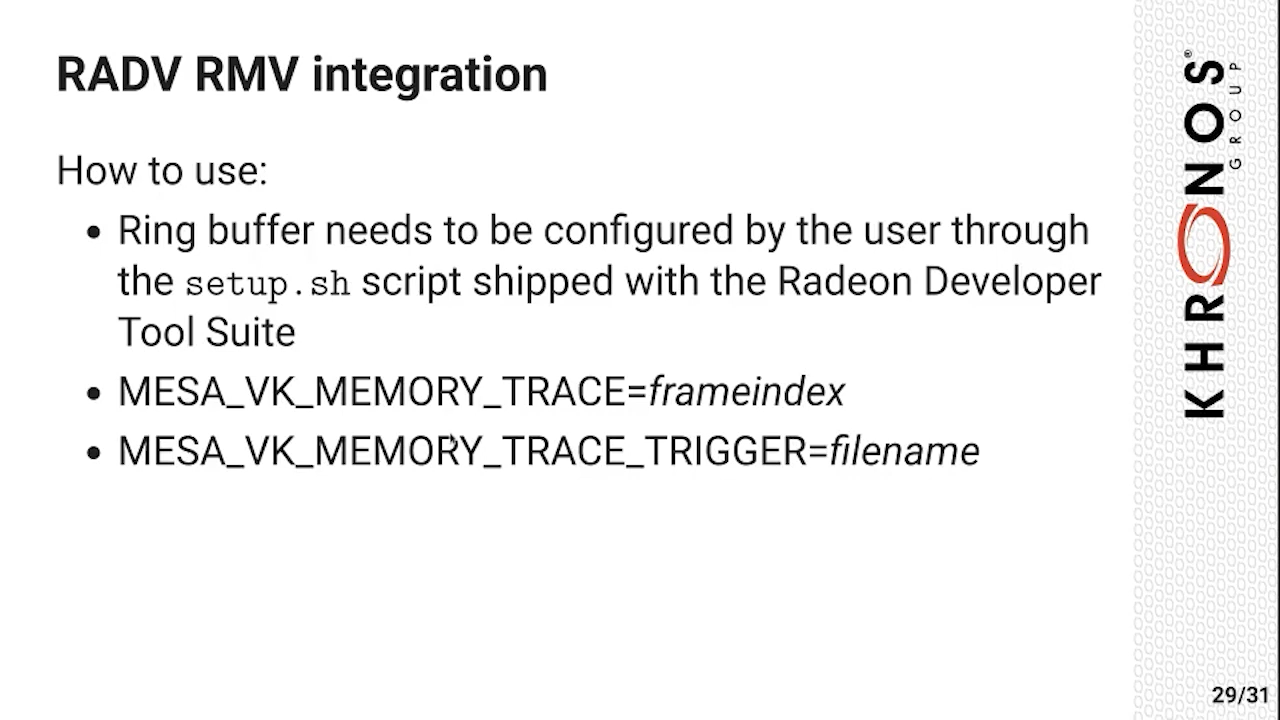 RADV RMV integration
How to use:
• Ring buffer needs to be configured by the user through
the setup.sh script shipped with the Radeon Developer
Tool Suite
• MESA_VK_MEMORY_TRACE=frameindex
• MESA_VK_MEMORY_TRACE_TRIGGER=filename
KHRONOS®
GROUP
29/31